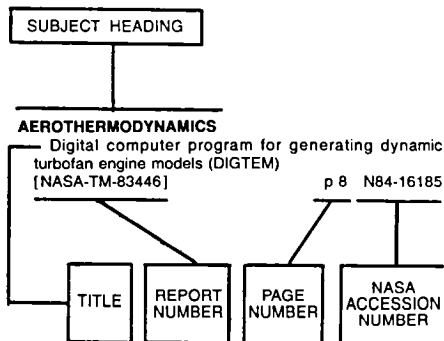 SUBJECT HEADING
AEROTHERMODYNAMICS
Digital computer program for generating dynamic
turbofan engine models (DIGTEM)
[NASA-TM-83446] p 8 N84-16185
TITLE
REPORT
NUMBER
PAGE
NUMBER
NASA
ACCESSION
NUMBER